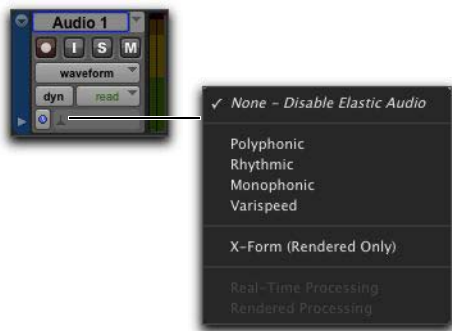 Audio 1
I S M
waveform
dyn read
✓ None – Disable Elastic Audio
Polyphonic
Rhythmic
Monophonic
Varispeed
X-Form (Rendered Only)
Real-Time Processing
Rendered Processing